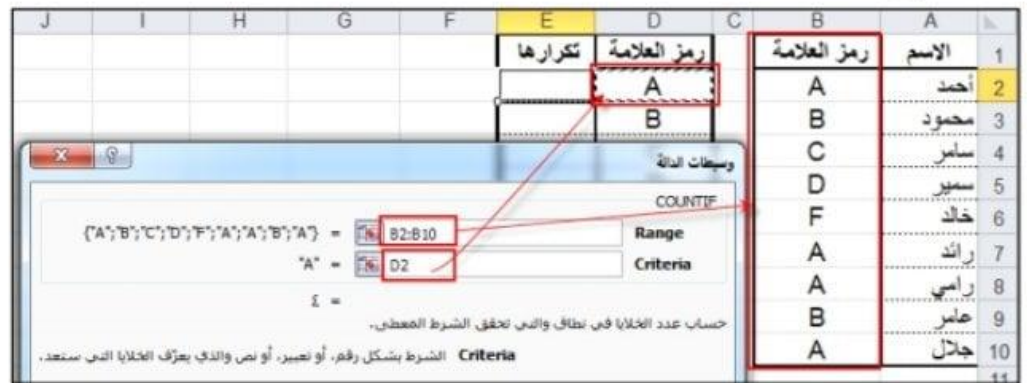 A B C D E F G H I J
1 الاسم رمز العلامة رمز العلامة تكرارها
2 أحمد A A
3 محمود B B
4 سامر C
5 سمير D
6 خالد F
7 رائد A
8 رامي A
9 عامر B
10 جلال A
11
وسيطات الدالة
COUNTIF
Range B2:B10 = {"A";"B";"C";"D";"F";"A";"A";"B";"A"}
Criteria D2 = "A"
= ٤
حساب عدد الخلايا في نطاق والتي تحقق الشرط المعطى.
Criteria الشرط بشكل رقم، أو تعبير، أو نص والذي يعرّف الخلايا التي ستعد.